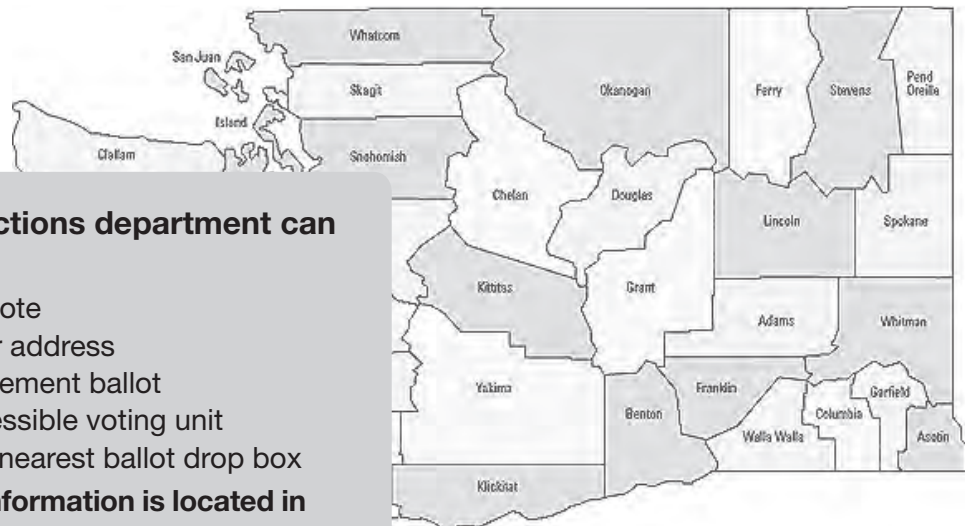 Whatcom
San Juan
Skagit
Okanogan
Ferry
Stevens
Pend
Oreille
Island
Clallam
Snohomish
Chelan
Douglas
Lincoln
Spokane
Kittitas
Grant
Adams
Whitman
Yakima
Franklin
Garfield
Benton
Columbia
Walla Walla
Asotin
Klickitat
ctions department can
ote
r address
ement ballot
essible voting unit
nearest ballot drop box
nformation is located in